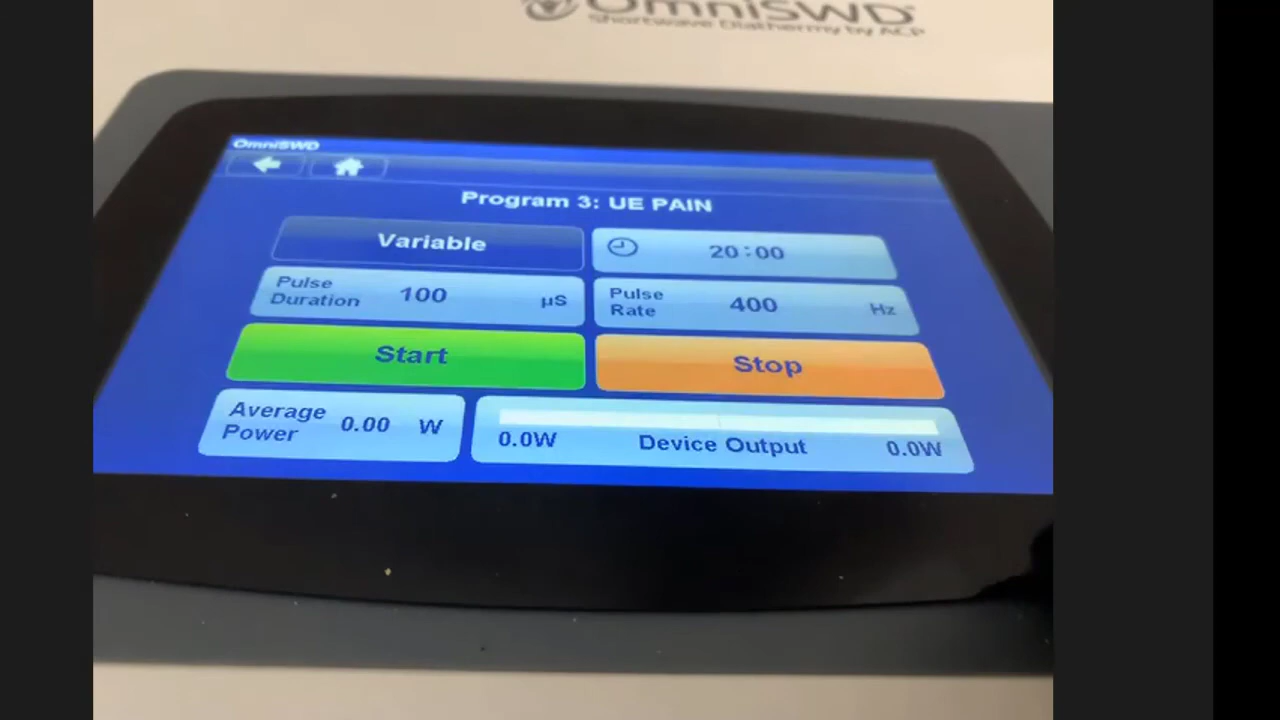 OmniSWD
Shortwave Diathermy by ACP
OmniSWD
Program 3: UE PAIN
Variable
20:00
Pulse Duration 100 µS
Pulse Rate 400 Hz
Start
Stop
Average Power 0.00 W
0.0W Device Output 0.0W